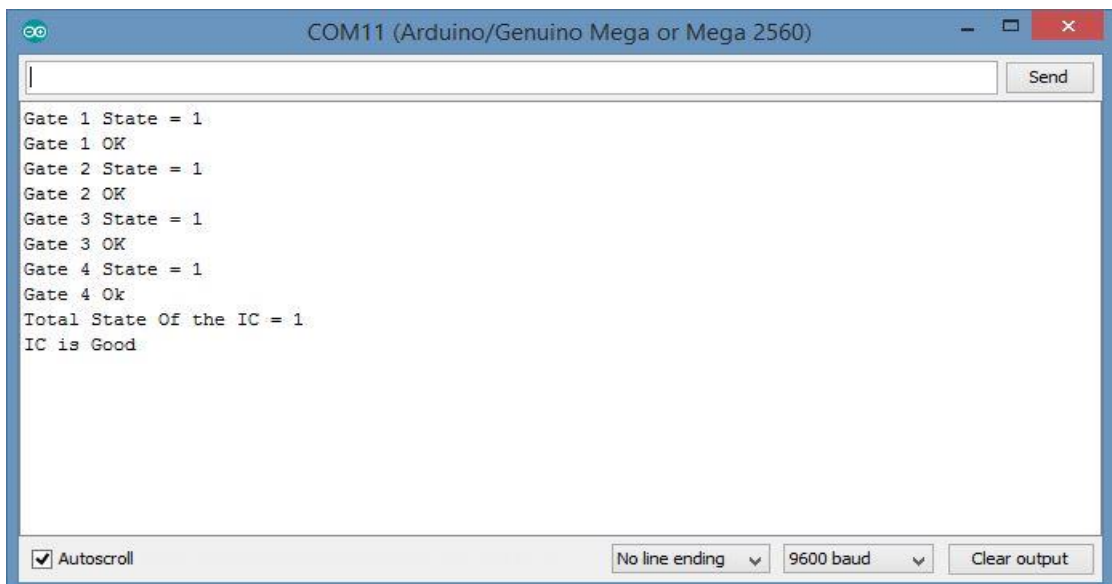 COM11 (Arduino/Genuino Mega or Mega 2560)
Send
Gate 1 State = 1
Gate 1 OK
Gate 2 State = 1
Gate 2 OK
Gate 3 State = 1
Gate 3 OK
Gate 4 State = 1
Gate 4 Ok
Total State Of the IC = 1
IC is Good
Autoscroll
No line ending
9600 baud
Clear output